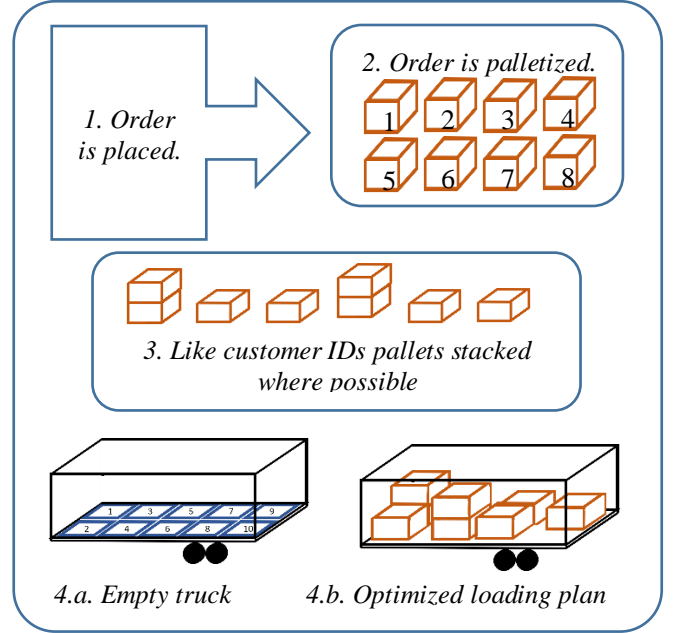 1. Order
is placed.
2. Order is palletized.
1 2 3 4
5 6 7 8
3. Like customer IDs pallets stacked
where possible
1 3 5 7 9
2 4 6 8 10
4.a. Empty truck
4.b. Optimized loading plan